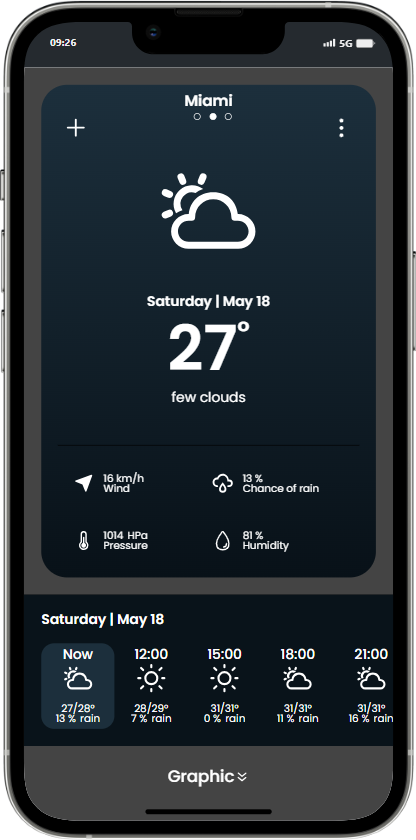 09:26 5G
Miami
Saturday | May 18
27°
few clouds
16 km/h
Wind
13 %
Chance of rain
1014 HPa
Pressure
81 %
Humidity
Saturday | May 18
Now 12:00 15:00 18:00 21:00
27/28° 28/29° 31/31° 31/31° 31/31°
13 % rain 7 % rain 0 % rain 11 % rain 16 % rain
Graphic